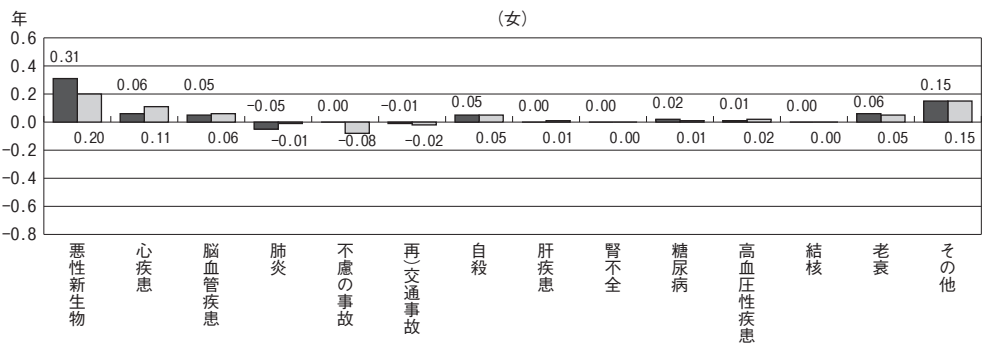 年
（女）
0.6
0.4
0.2
0.0
−0.2
−0.4
−0.6
−0.8
0.31
0.06
0.05
−0.05
0.00
−0.01
0.05
0.00
0.00
0.02
0.01
0.00
0.06
0.15
0.20
0.11
0.06
−0.01
−0.08
−0.02
0.05
0.01
0.00
0.01
0.02
0.00
0.05
0.15
悪性新生物
心疾患
脳血管疾患
肺炎
不慮の事故
再）交通事故
自殺
肝疾患
腎不全
糖尿病
高血圧性疾患
結核
老衰
その他